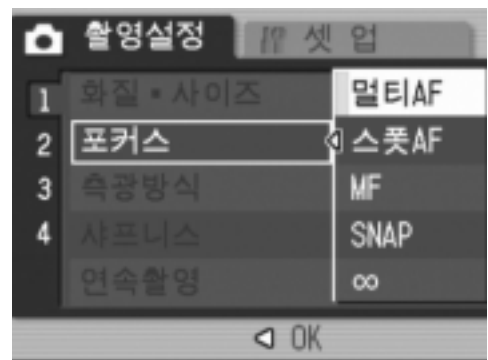 촬영설정 셋 업
1 화질・사이즈 멀티AF
2 포커스 스폿AF
3 측광방식 MF
4 샤프니스 SNAP
연속촬영 ∞
OK